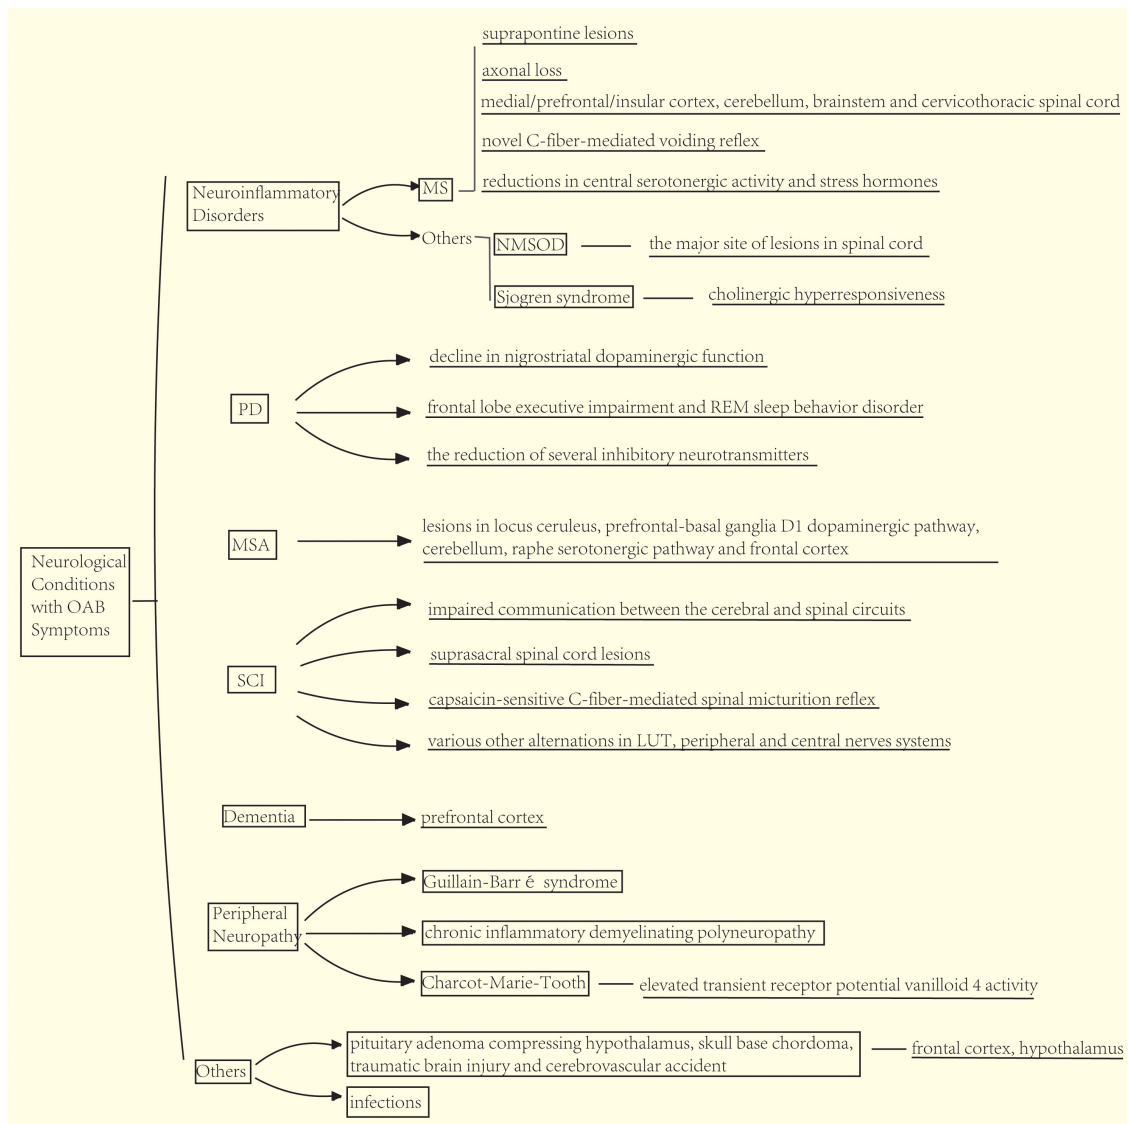 Neurological
Conditions
with OAB
Symptoms
Neuroinflammatory
Disorders
MS
suprapontine lesions
axonal loss
medial/prefrontal/insular cortex, cerebellum, brainstem and cervicothoracic spinal cord
novel C-fiber-mediated voiding reflex
reductions in central serotonergic activity and stress hormones
Others
NMSOD
the major site of lesions in spinal cord
Sjogren syndrome
cholinergic hyperresponsiveness
PD
decline in nigrostriatal dopaminergic function
frontal lobe executive impairment and REM sleep behavior disorder
the reduction of several inhibitory neurotransmitters
MSA
lesions in locus ceruleus, prefrontal-basal ganglia D1 dopaminergic pathway,
cerebellum, raphe serotonergic pathway and frontal cortex
SCI
impaired communication between the cerebral and spinal circuits
suprasacral spinal cord lesions
capsaicin-sensitive C-fiber-mediated spinal micturition reflex
various other alternations in LUT, peripheral and central nerves systems
Dementia
prefrontal cortex
Peripheral
Neuropathy
Guillain-Barr é syndrome
chronic inflammatory demyelinating polyneuropathy
Charcot-Marie-Tooth
elevated transient receptor potential vanilloid 4 activity
Others
pituitary adenoma compressing hypothalamus, skull base chordoma,
traumatic brain injury and cerebrovascular accident
frontal cortex, hypothalamus
infections